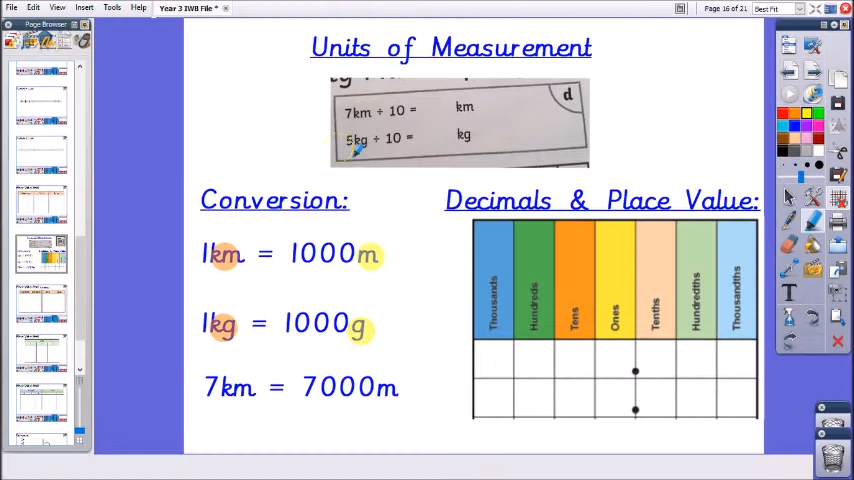 File Edit View Insert Tools Help Year 3 IWB File * Page 16 of 21 Best Fit
Page Browser
Units of Measurement
d
7km ÷ 10 = km
5kg ÷ 10 = kg
Conversion:
1km = 1000m
1kg = 1000g
7km = 7000m
Decimals & Place Value:
Thousands Hundreds Tens Ones Tenths Hundredths Thousandths
T